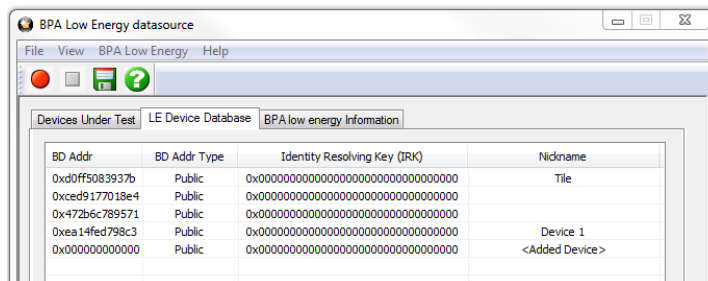 BPA Low Energy datasource
File View BPA Low Energy Help
Devices Under Test LE Device Database BPA low energy Information
BD Addr BD Addr Type Identity Resolving Key (IRK) Nickname
0xd0ff5083937b Public 0x00000000000000000000000000000000 Tile
0xced9177018e4 Public 0x00000000000000000000000000000000
0x472b6c789571 Public 0x00000000000000000000000000000000
0xea14fed798c3 Public 0x00000000000000000000000000000000 Device 1
0x000000000000 Public 0x00000000000000000000000000000000 <Added Device>